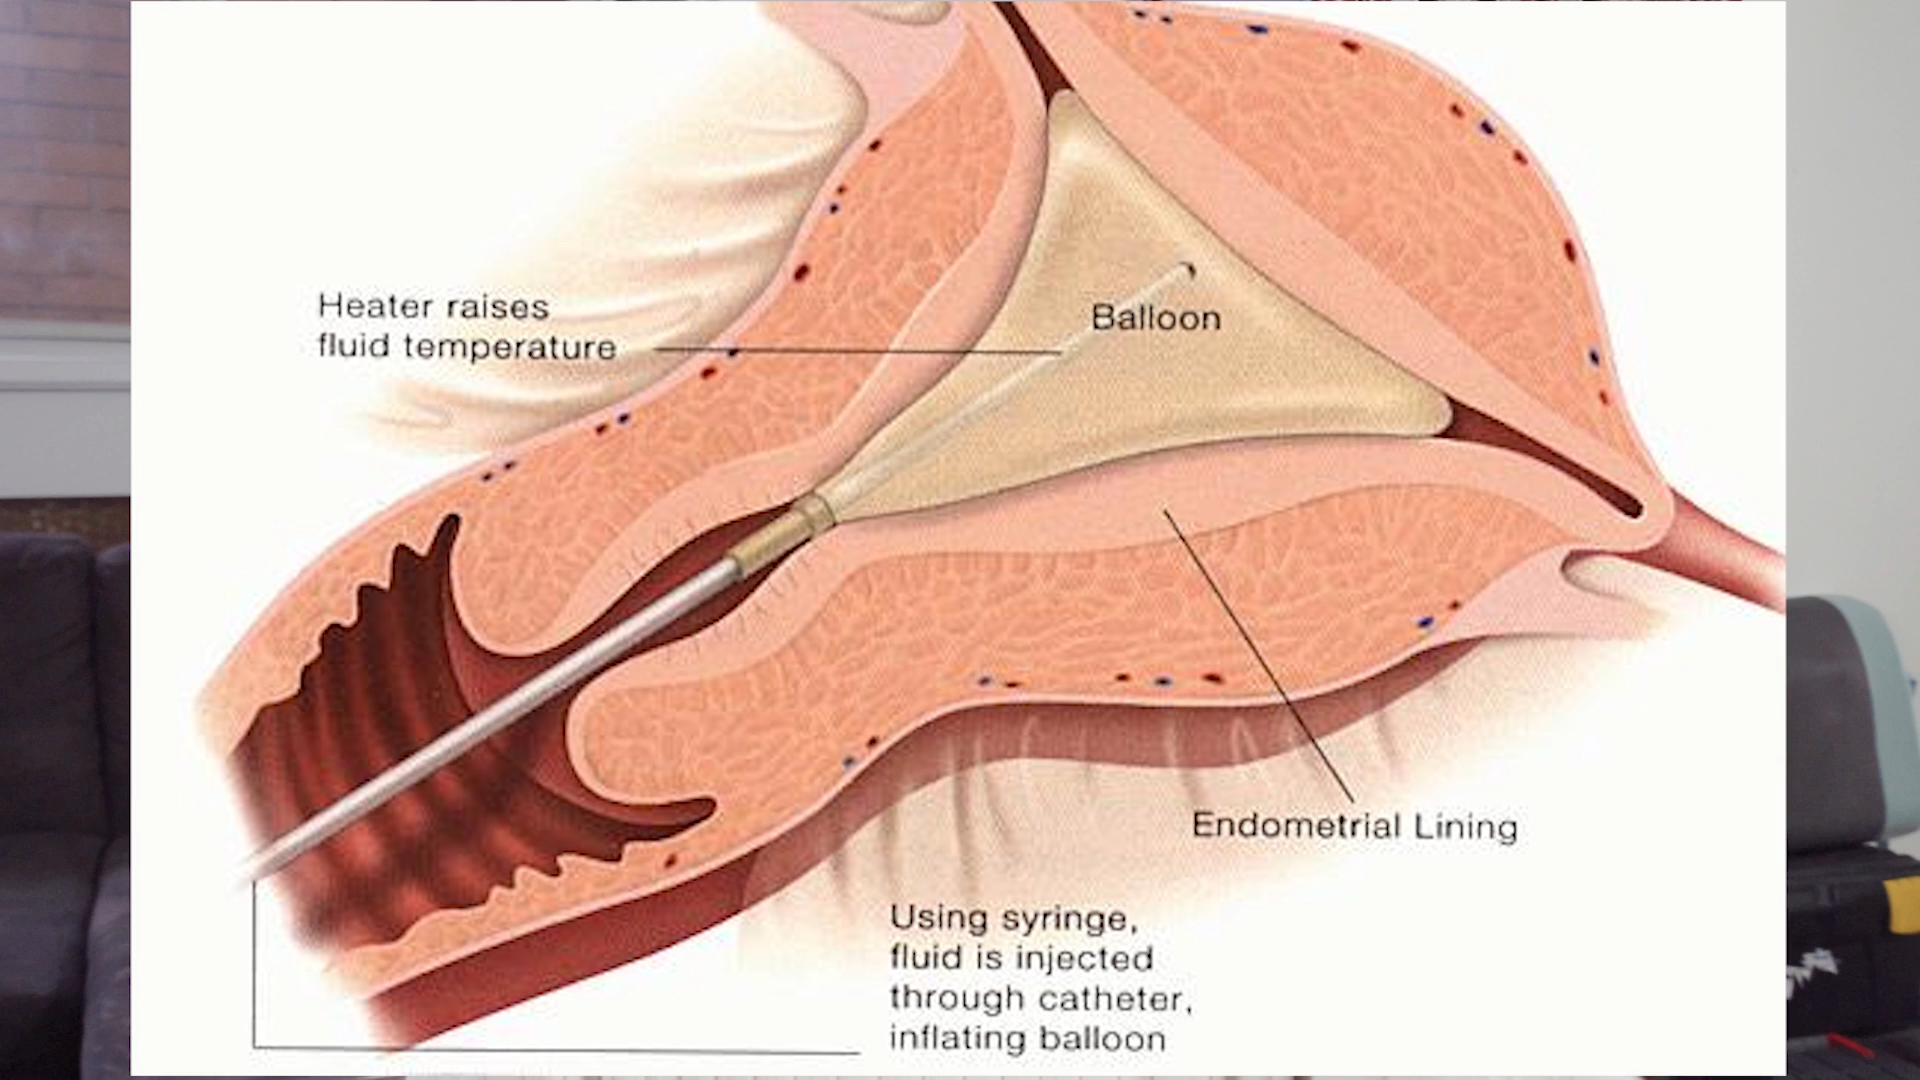 Heater raises
fluid temperature
Balloon
Endometrial Lining
Using syringe,
fluid is injected
through catheter,
inflating balloon